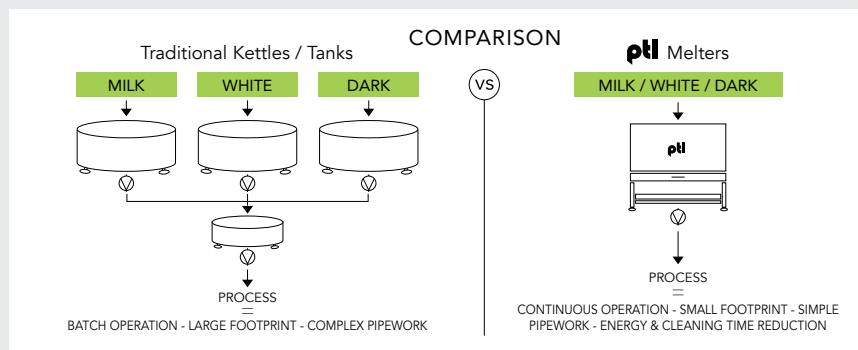 COMPARISON
Traditional Kettles / Tanks
MILK
WHITE
DARK
PROCESS
=
BATCH OPERATION - LARGE FOOTPRINT - COMPLEX PIPEWORK
VS
ptl Melters
MILK / WHITE / DARK
ptl
PROCESS
=
CONTINUOUS OPERATION - SMALL FOOTPRINT - SIMPLE
PIPEWORK - ENERGY & CLEANING TIME REDUCTION